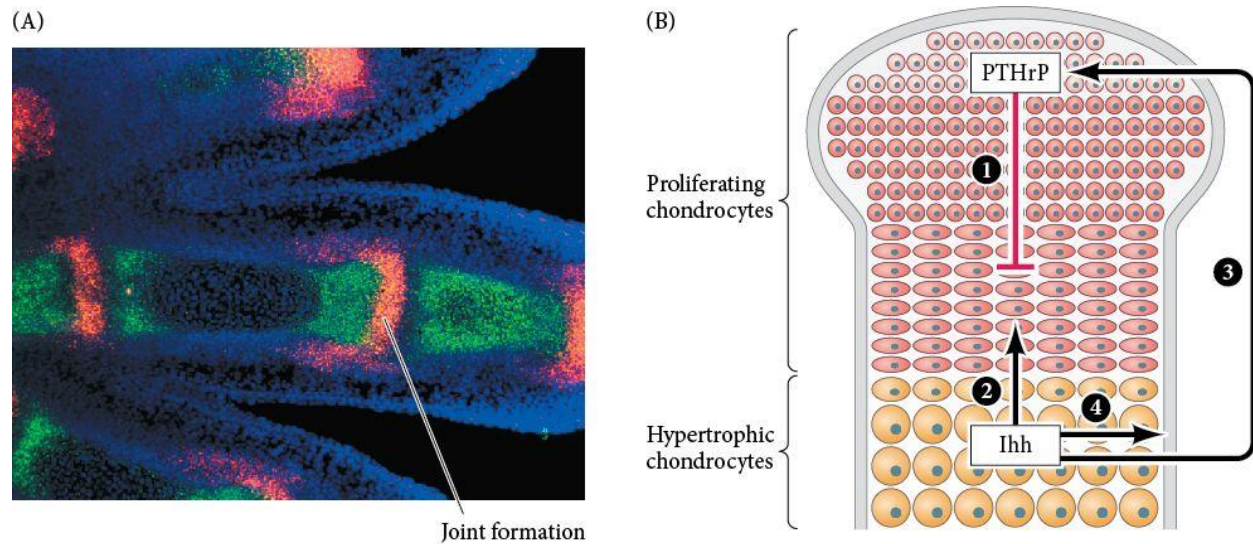 (A)
Joint formation
(B)
Proliferating
chondrocytes
PTHrP
1
3
Hypertrophic
chondrocytes
2
4
Ihh